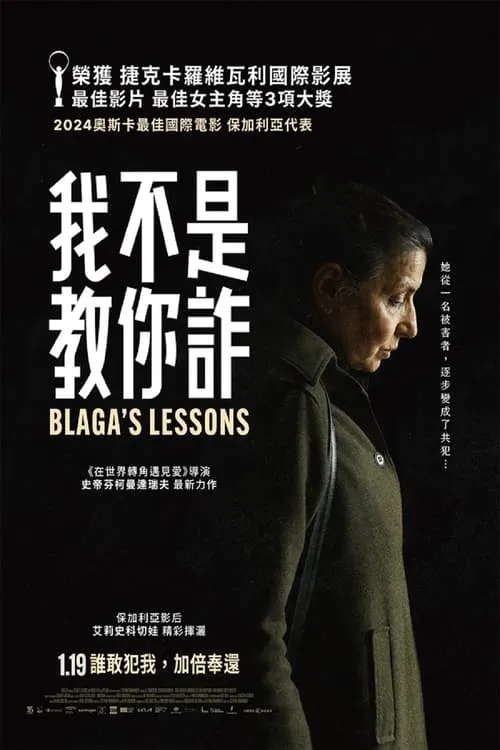 榮獲 捷克卡羅維瓦利國際影展
最佳影片 最佳女主角等3項大獎
2024奧斯卡最佳國際電影 保加利亞代表
我不是
教你詐
BLAGA'S LESSONS
她從一名被害者，逐步變成了共犯…
《在世界轉角遇見愛》導演
史帝芬柯曼達瑞夫 最新力作
保加利亞影后
艾莉史科切娃 精彩揮灑
1.19 誰敢犯我，加倍奉還